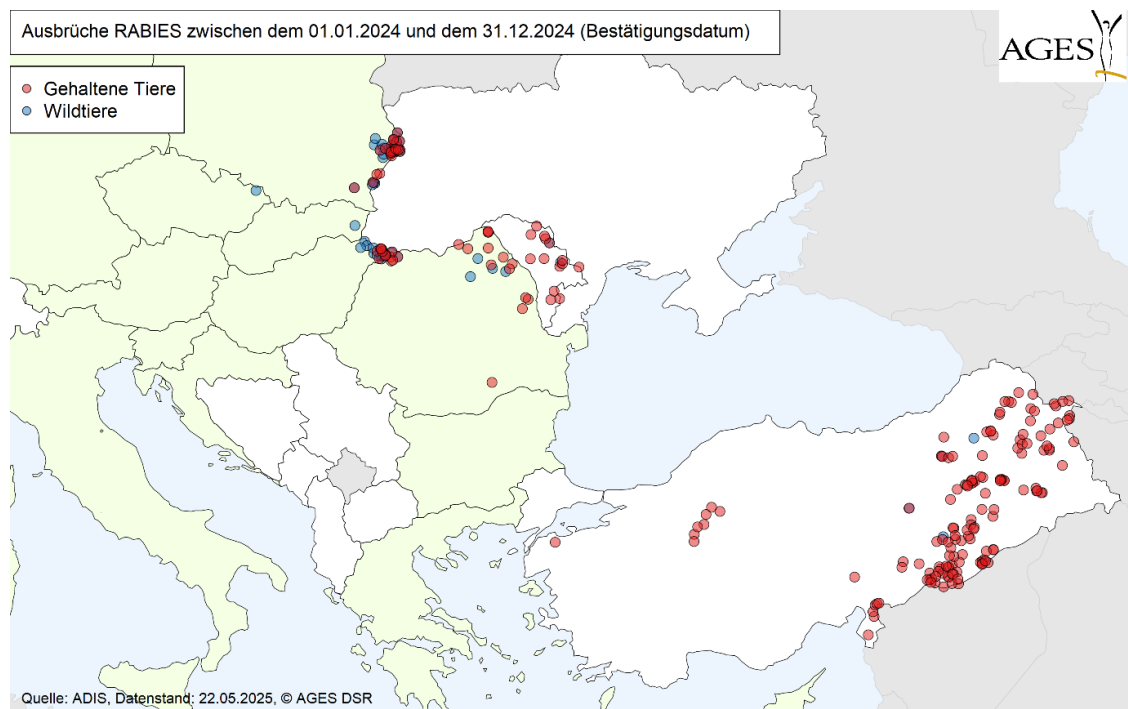 Ausbrüche RABIES zwischen dem 01.01.2024 und dem 31.12.2024 (Bestätigungsdatum)
AGES
Gehaltene Tiere
Wildtiere
Quelle: ADIS, Datenstand: 22.05.2025, © AGES DSR